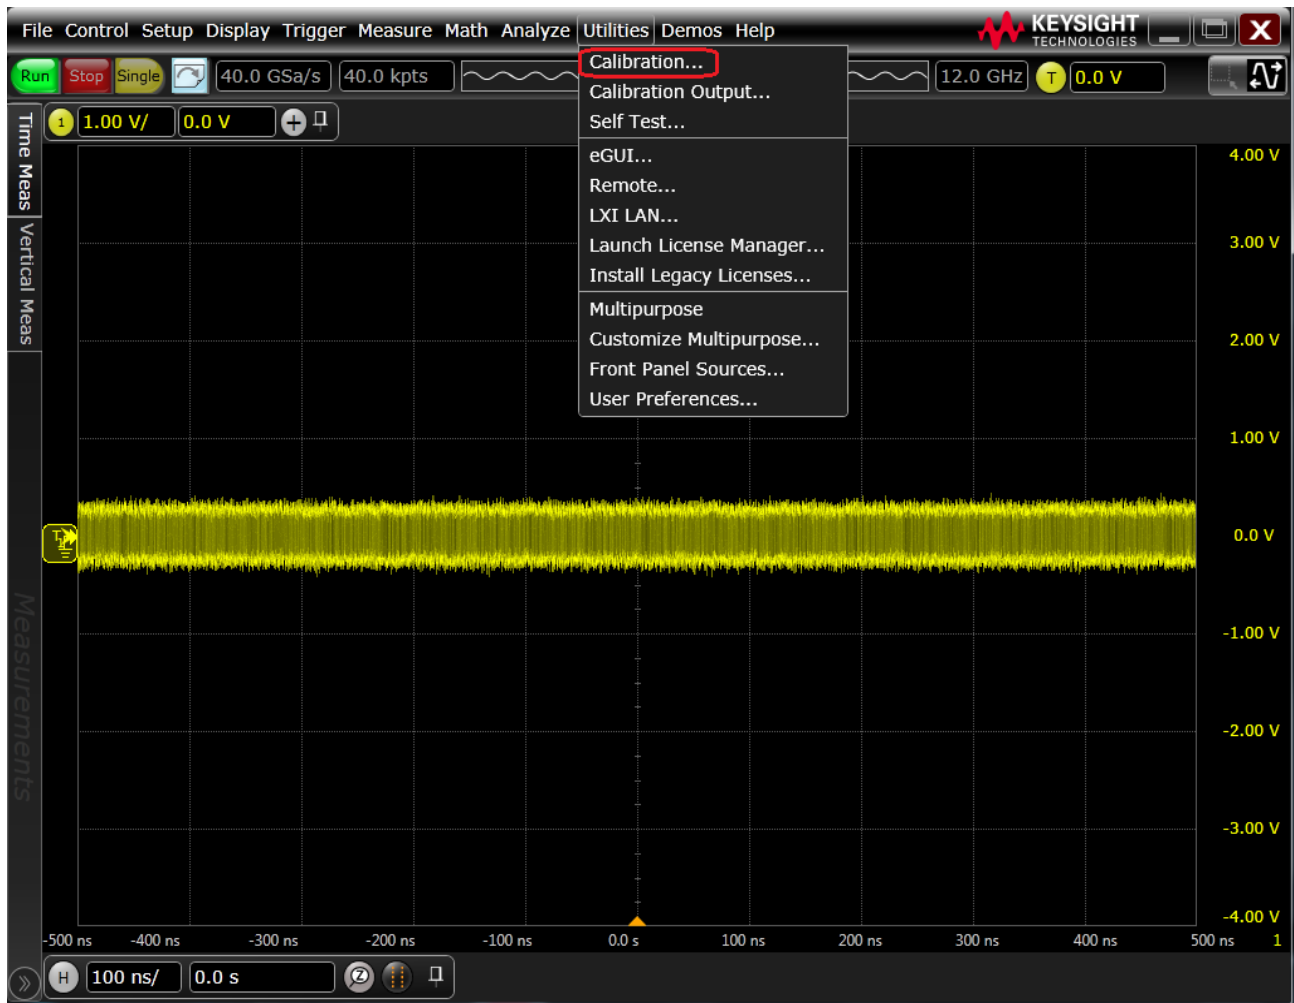 File Control Setup Display Trigger Measure Math Analyze Utilities Demos Help
KEYSIGHT
TECHNOLOGIES
Run Stop Single 40.0 GSa/s 40.0 kpts 12.0 GHz T 0.0 V
Calibration...
Calibration Output...
Self Test...
eGUI...
Remote...
LXI LAN...
Launch License Manager...
Install Legacy Licenses...
Multipurpose
Customize Multipurpose...
Front Panel Sources...
User Preferences...
1 1.00 V/ 0.0 V
Time Meas
Vertical Meas
Measurements
4.00 V
3.00 V
2.00 V
1.00 V
0.0 V
-1.00 V
-2.00 V
-3.00 V
-4.00 V
-500 ns -400 ns -300 ns -200 ns -100 ns 0.0 s 100 ns 200 ns 300 ns 400 ns 500 ns 1
H 100 ns/ 0.0 s Z